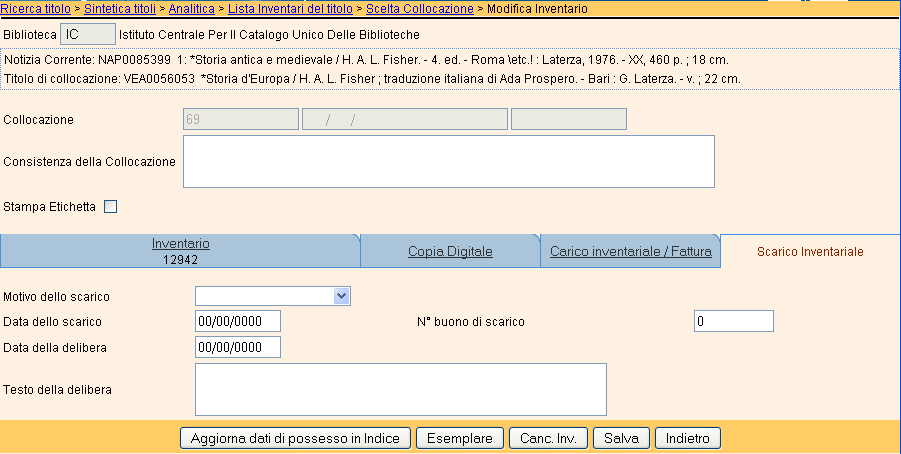 Ricerca titolo > Sintetica titoli > Analitica > Lista Inventari del titolo > Scelta Collocazione > Modifica Inventario
Biblioteca IC Istituto Centrale Per Il Catalogo Unico Delle Biblioteche
Notizia Corrente: NAP0085399 1: *Storia antica e medievale / H. A. L. Fisher. - 4. ed. - Roma \etc.! : Laterza, 1976. - XX, 460 p. ; 18 cm.
Titolo di collocazione: VEA0056053 *Storia d'Europa / H. A. L. Fisher ; traduzione italiana di Ada Prospero. - Bari : G. Laterza. - v. ; 22 cm.
Collocazione 69 / /
Consistenza della Collocazione
Stampa Etichetta
Inventario Copia Digitale Carico inventariale / Fattura Scarico Inventariale
12942
Motivo dello scarico
Data dello scarico 00/00/0000 N° buono di scarico 0
Data della delibera 00/00/0000
Testo della delibera
Aggiorna dati di possesso in Indice Esemplare Canc. Inv. Salva Indietro